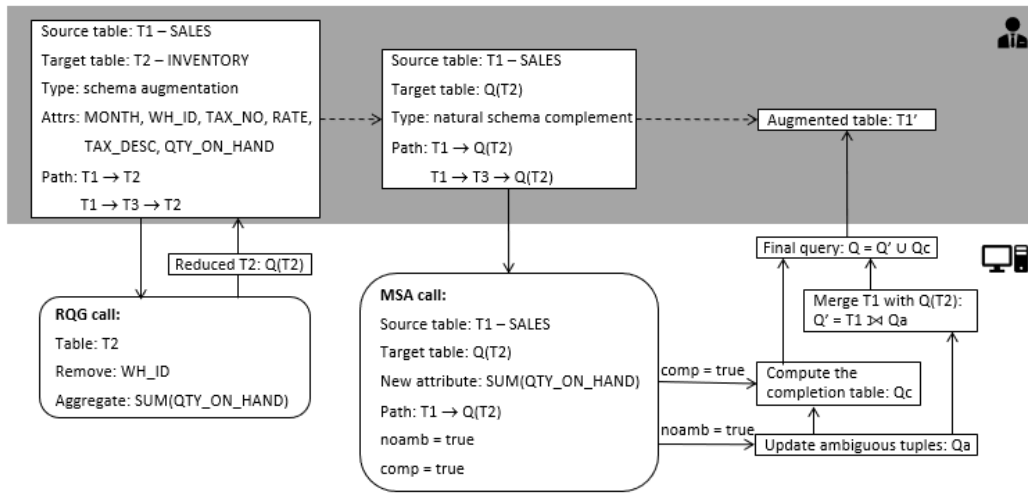 Source table: T1 – SALES
Target table: T2 – INVENTORY
Type: schema augmentation
Attrs: MONTH, WH_ID, TAX_NO, RATE,
TAX_DESC, QTY_ON_HAND
Path: T1 → T2
T1 → T3 → T2
Source table: T1 – SALES
Target table: Q(T2)
Type: natural schema complement
Path: T1 → Q(T2)
T1 → T3 → Q(T2)
Augmented table: T1’
Reduced T2: Q(T2)
RQG call:
Table: T2
Remove: WH_ID
Aggregate: SUM(QTY_ON_HAND)
MSA call:
Source table: T1 – SALES
Target table: Q(T2)
New attribute: SUM(QTY_ON_HAND)
Path: T1 → Q(T2)
noamb = true
comp = true
comp = true
noamb = true
Final query: Q = Q’ ∪ Qc
Merge T1 with Q(T2):
Q’ = T1 ⟕ Qa
Compute the
completion table: Qc
Update ambiguous tuples: Qa